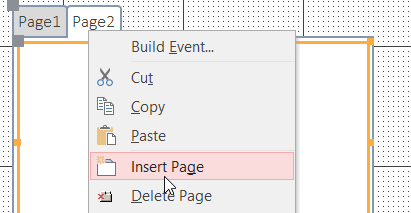 Page1 Page2
Build Event...
Cut
Copy
Paste
Insert Page
Delete Page